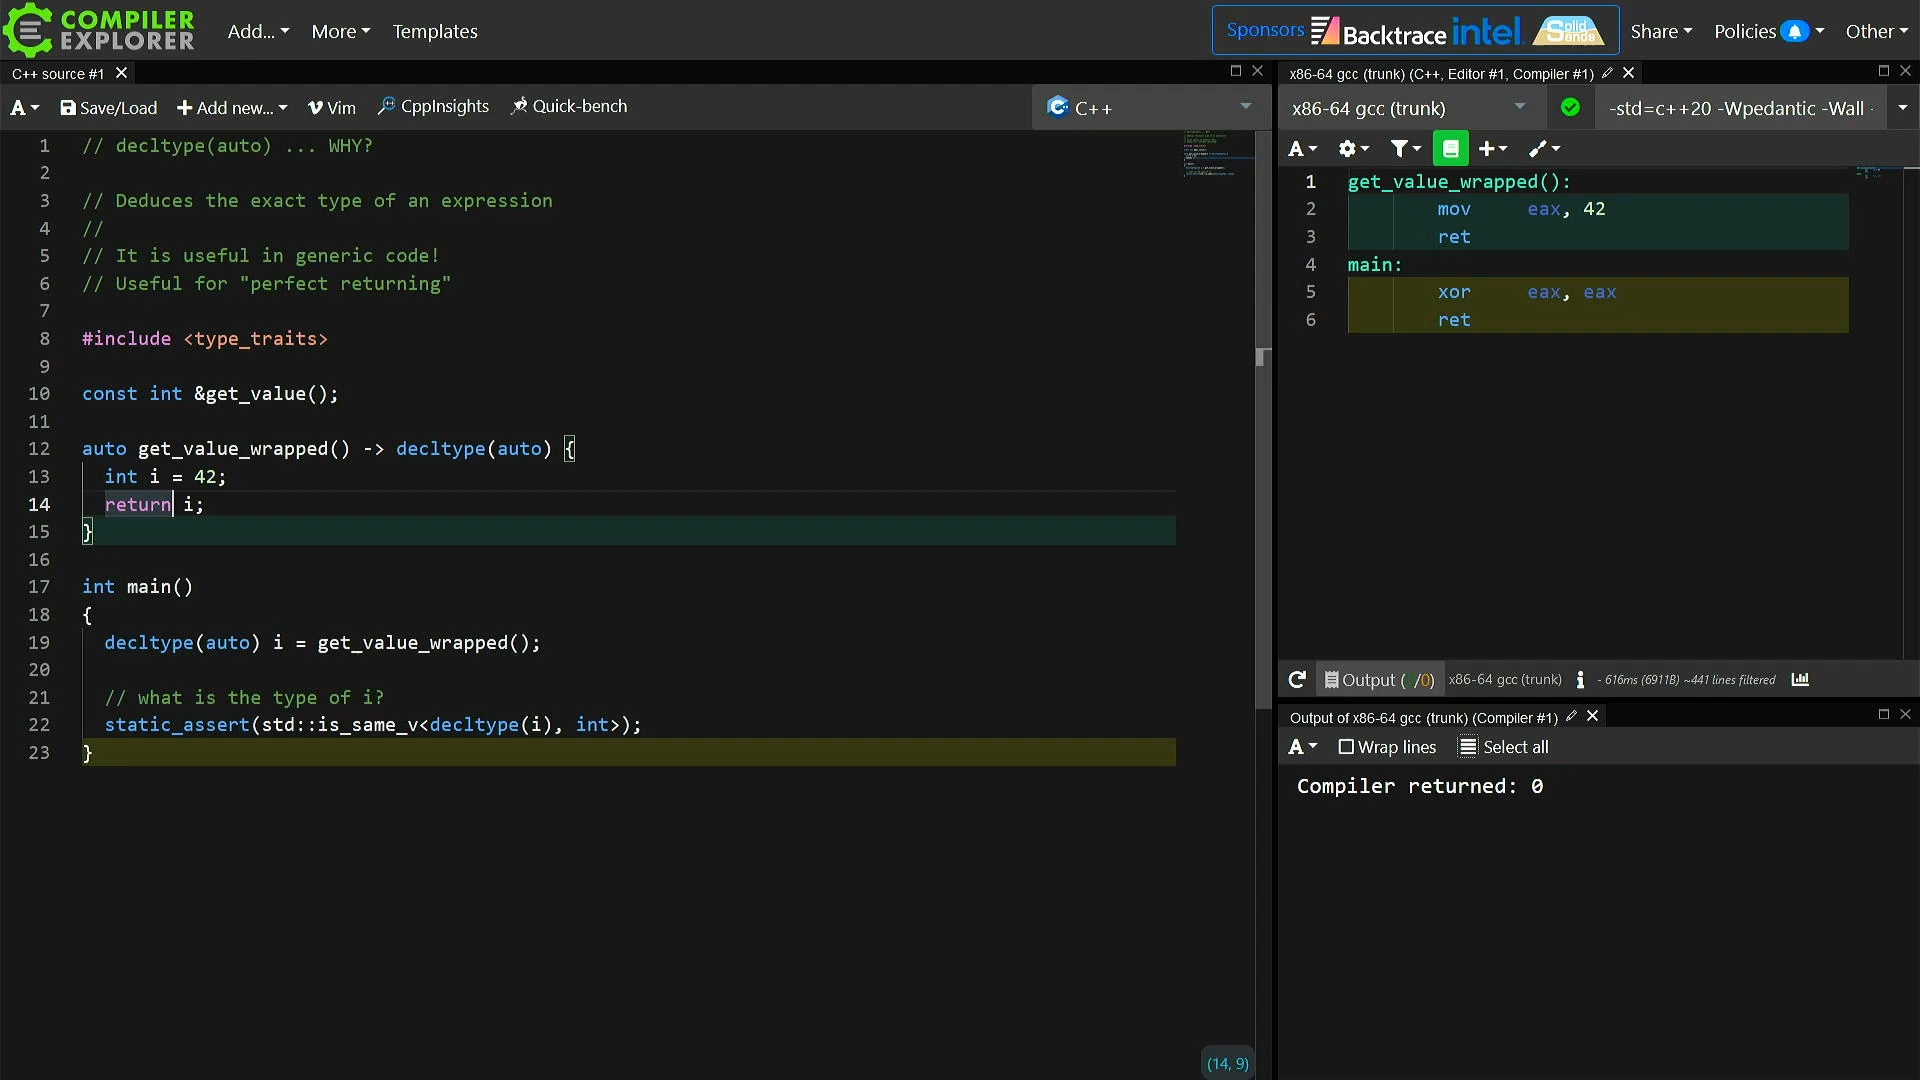 COMPILER
EXPLORER
Add...
More
Templates
Sponsors
Backtrace
intel.
Solid
Sands
Share
Policies
Other
C++ source #1
A
Save/Load
Add new...
Vim
CppInsights
Quick-bench
C++
1 // decltype(auto) ... WHY?
2
3 // Deduces the exact type of an expression
4 //
5 // It is useful in generic code!
6 // Useful for "perfect returning"
7
8 #include <type_traits>
9
10 const int &get_value();
11
12 auto get_value_wrapped() -> decltype(auto) {
13 int i = 42;
14 return i;
15 }
16
17 int main()
18 {
19 decltype(auto) i = get_value_wrapped();
20
21 // what is the type of i?
22 static_assert(std::is_same_v<decltype(i), int>);
23 }
(14, 9)
x86-64 gcc (trunk) (C++, Editor #1, Compiler #1)
x86-64 gcc (trunk)
-std=c++20 -Wpedantic -Wall
A
1 get_value_wrapped():
2 mov eax, 42
3 ret
4 main:
5 xor eax, eax
6 ret
Output ( /0)
x86-64 gcc (trunk)
- 616ms (6911B) ~441 lines filtered
Output of x86-64 gcc (trunk) (Compiler #1)
A
Wrap lines
Select all
Compiler returned: 0